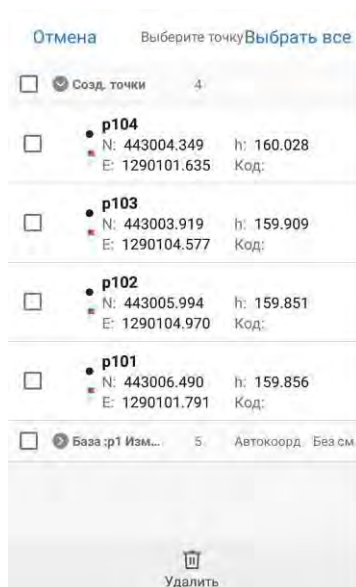 Отмена Выберите точку Выбрать все
Созд. точки 4
p104
N: 443004.349 h: 160.028
E: 1290101.635 Код:
p103
N: 443003.919 h: 159.909
E: 1290104.577 Код:
p102
N: 443005.994 h: 159.851
E: 1290104.970 Код:
p101
N: 443006.490 h: 159.856
E: 1290101.791 Код:
База :p1 Изм... 5 Автокоорд Без см
Удалить